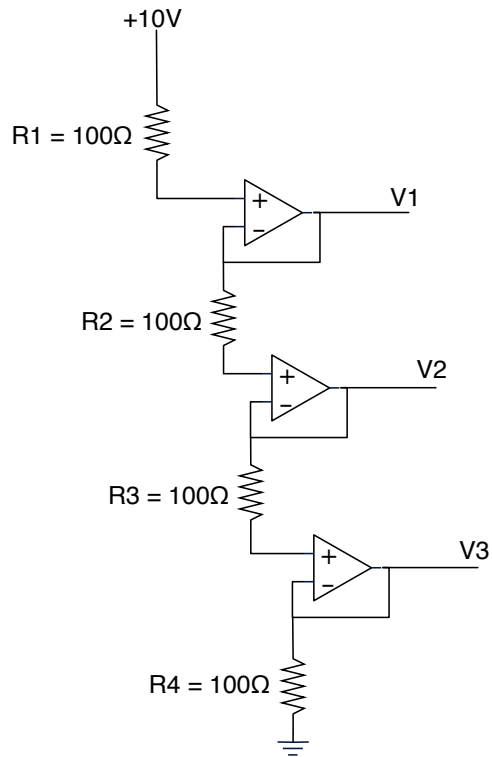 +10V
R1 = 100Ω
+
V1
−
R2 = 100Ω
+
V2
−
R3 = 100Ω
+
V3
−
R4 = 100Ω